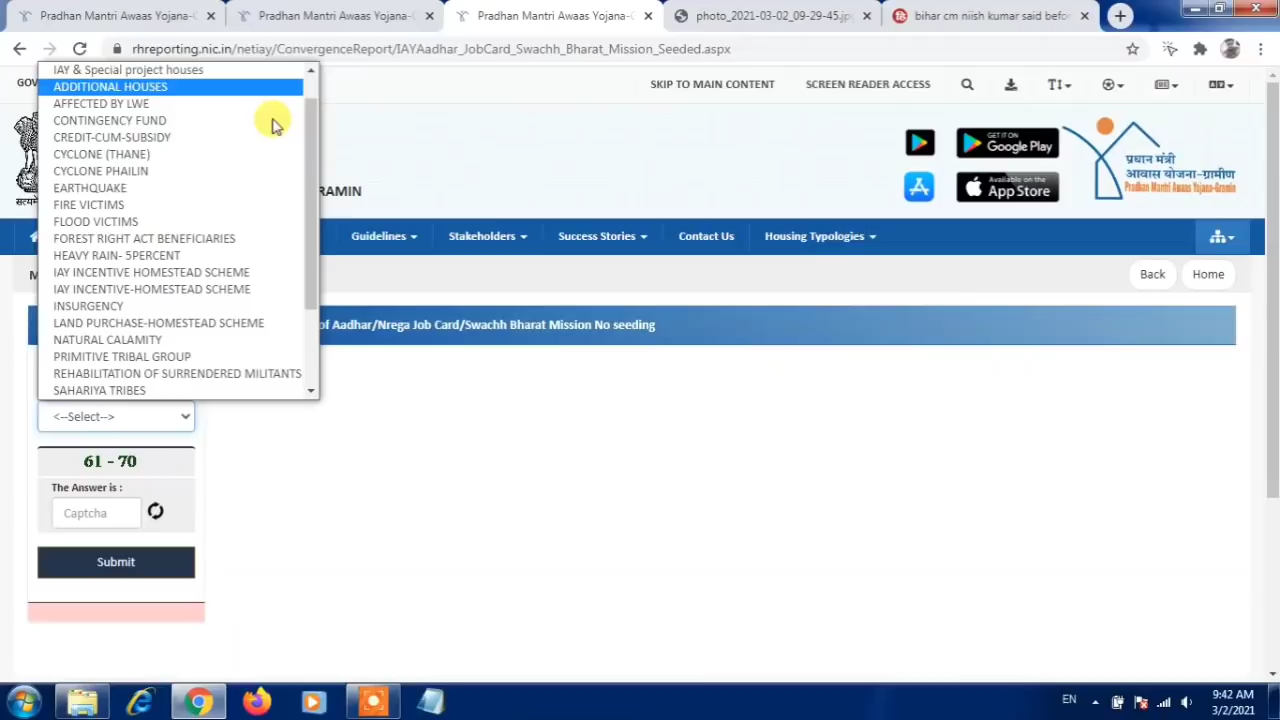 Pradhan Mantri Awaas Yojana-G
Pradhan Mantri Awaas Yojana-G
Pradhan Mantri Awaas Yojana-G
photo_2021-03-02_09-29-45.jp
bihar cm niish kumar said befo
rhreporting.nic.in/netiay/ConvergenceReport/IAYAadhar_JobCard_Swachh_Bharat_Mission_Seeded.aspx
SKIP TO MAIN CONTENT
SCREEN READER ACCESS
IAY & Special project houses
ADDITIONAL HOUSES
AFFECTED BY LWE
CONTINGENCY FUND
CREDIT-CUM-SUBSIDY
CYCLONE (THANE)
CYCLONE PHAILIN
EARTHQUAKE
FIRE VICTIMS
FLOOD VICTIMS
FOREST RIGHT ACT BENEFICIARIES
HEAVY RAIN- 5PERCENT
IAY INCENTIVE HOMESTEAD SCHEME
IAY INCENTIVE-HOMESTEAD SCHEME
INSURGENCY
LAND PURCHASE-HOMESTEAD SCHEME
NATURAL CALAMITY
PRIMITIVE TRIBAL GROUP
REHABILITATION OF SURRENDERED MILITANTS
SAHARIYA TRIBES
GET IT ON
Google Play
Available on the
App Store
प्रधान मंत्री
आवास योजना-ग्रामीण
Pradhan Mantri Awaas Yojana-Gramin
Guidelines
Stakeholders
Success Stories
Contact Us
Housing Typologies
Back
Home
of Aadhar/Nrega Job Card/Swachh Bharat Mission No seeding
<--Select-->
61 - 70
The Answer is :
Captcha
Submit
EN
9:42 AM
3/2/2021